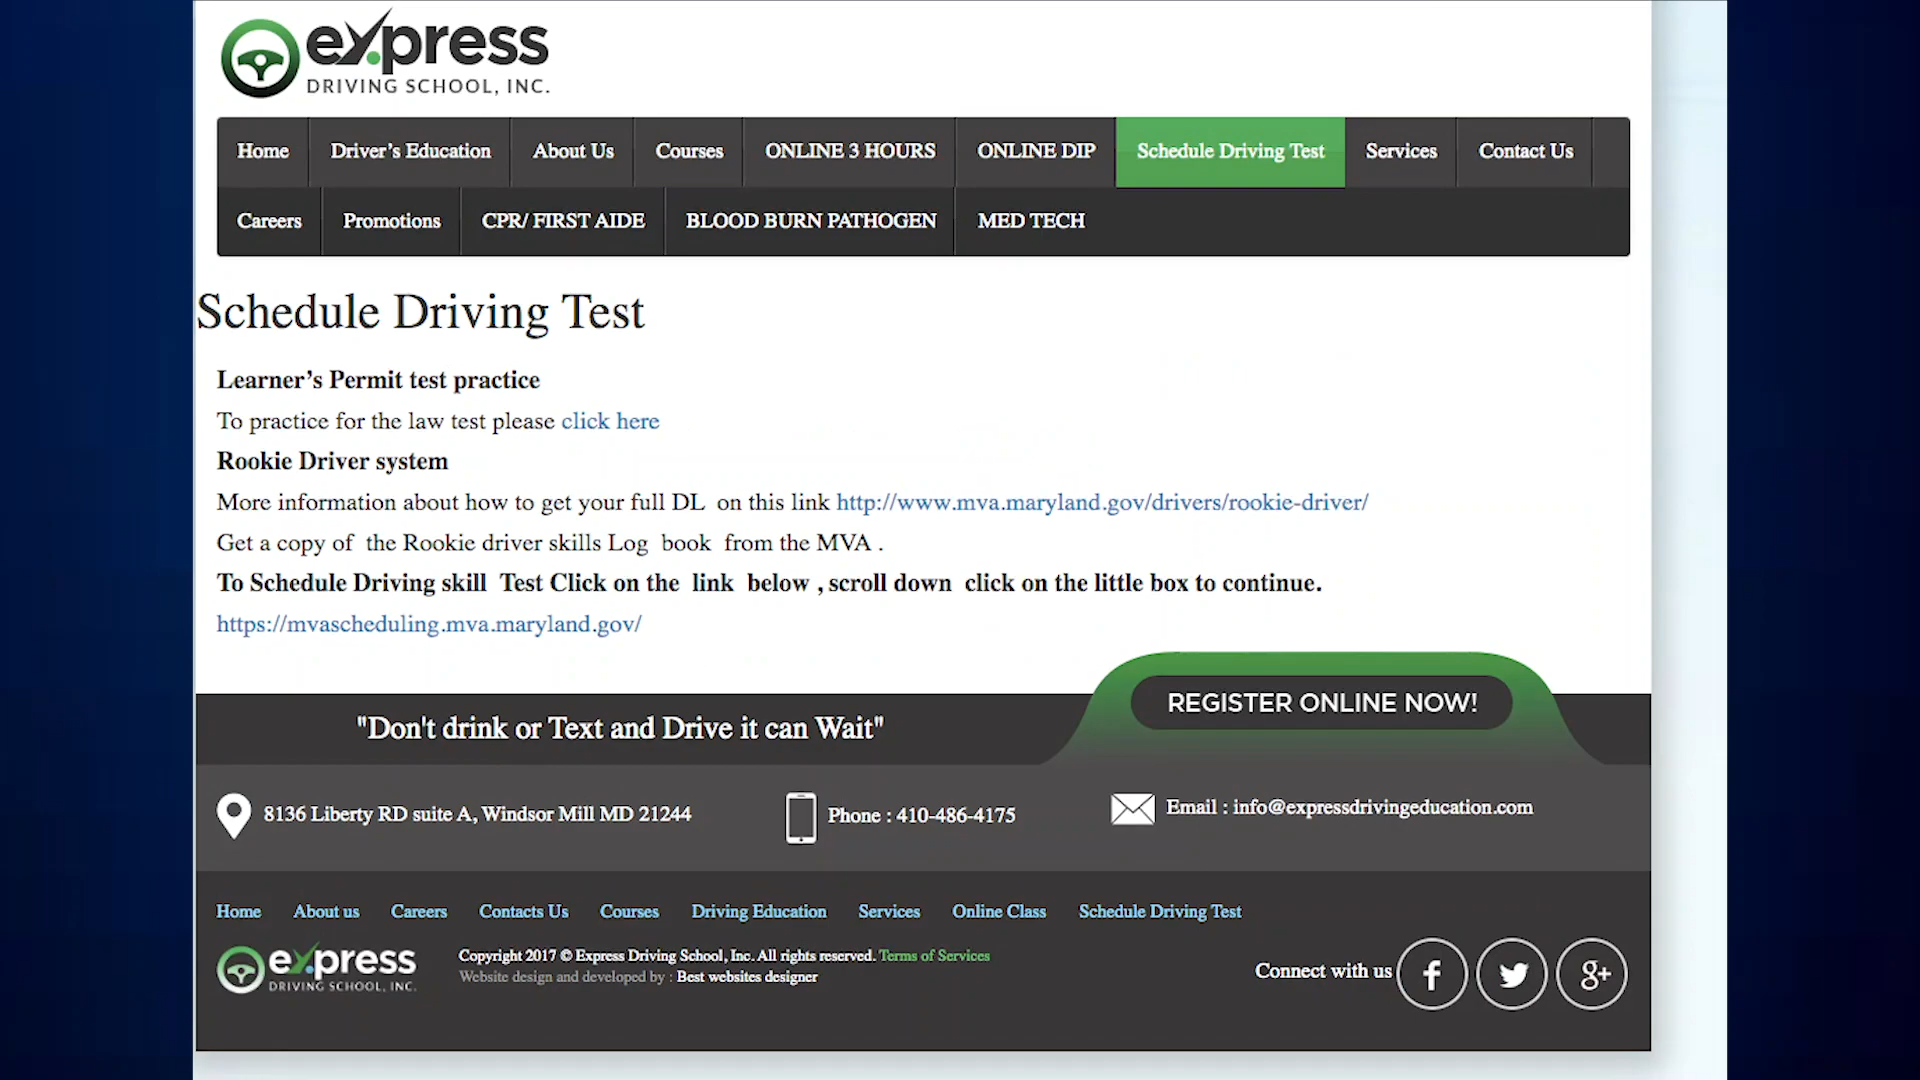 express
DRIVING SCHOOL, INC.
Home Driver's Education About Us Courses ONLINE 3 HOURS ONLINE DIP Schedule Driving Test Services Contact Us
Careers Promotions CPR/ FIRST AIDE BLOOD BURN PATHOGEN MED TECH
Schedule Driving Test
Learner's Permit test practice
To practice for the law test please click here
Rookie Driver system
More information about how to get your full DL on this link http://www.mva.maryland.gov/drivers/rookie-driver/
Get a copy of the Rookie driver skills Log book from the MVA .
To Schedule Driving skill Test Click on the link below , scroll down click on the little box to continue.
https://mvascheduling.mva.maryland.gov/
REGISTER ONLINE NOW!
"Don't drink or Text and Drive it can Wait"
8136 Liberty RD suite A, Windsor Mill MD 21244 Phone : 410-486-4175 Email : info@expressdrivingeducation.com
Home About us Careers Contacts Us Courses Driving Education Services Online Class Schedule Driving Test
express
DRIVING SCHOOL, INC.
Copyright 2017 © Express Driving School, Inc. All rights reserved. Terms of Services
Website design and developed by : Best websites designer
Connect with us f g+